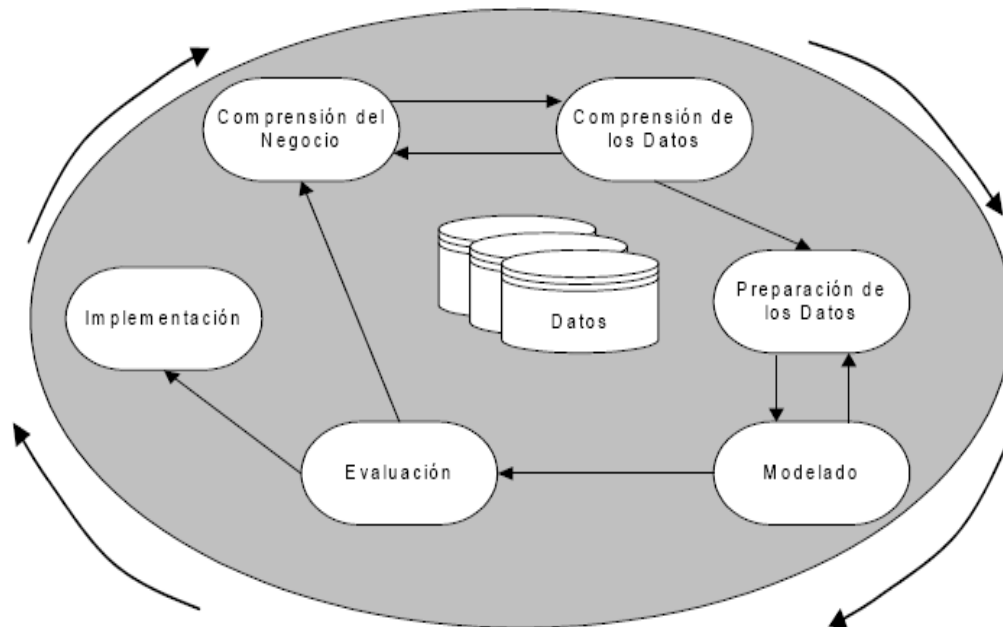 Comprensión del
Negocio
Comprensión de
los Datos
Preparación de
los Datos
Implementación
Datos
Evaluación
Modelado